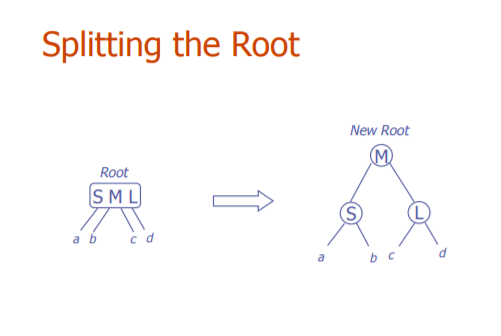 Splitting the Root
New Root
M
Root
S M L
S
L
a b c d
a
b c
d